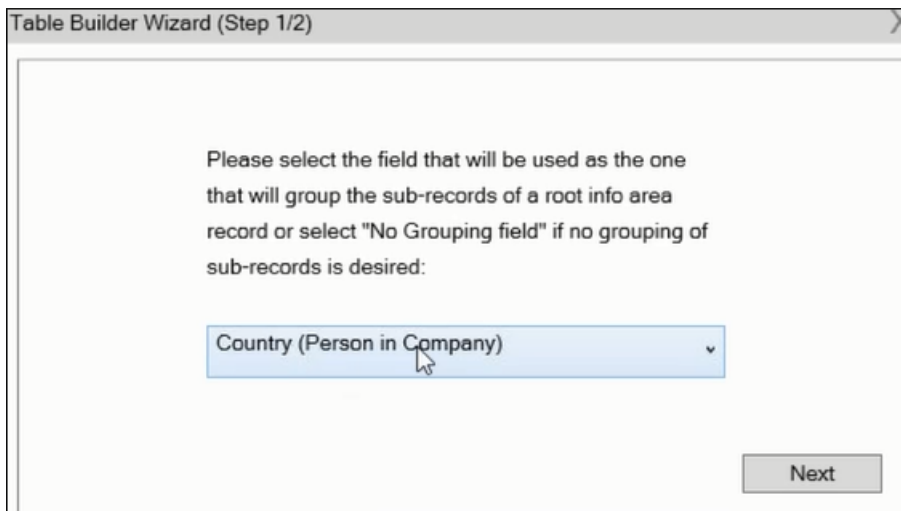 Table Builder Wizard (Step 1/2)
Please select the field that will be used as the one
that will group the sub-records of a root info area
record or select "No Grouping field" if no grouping of
sub-records is desired:
Country (Person in Company)
Next